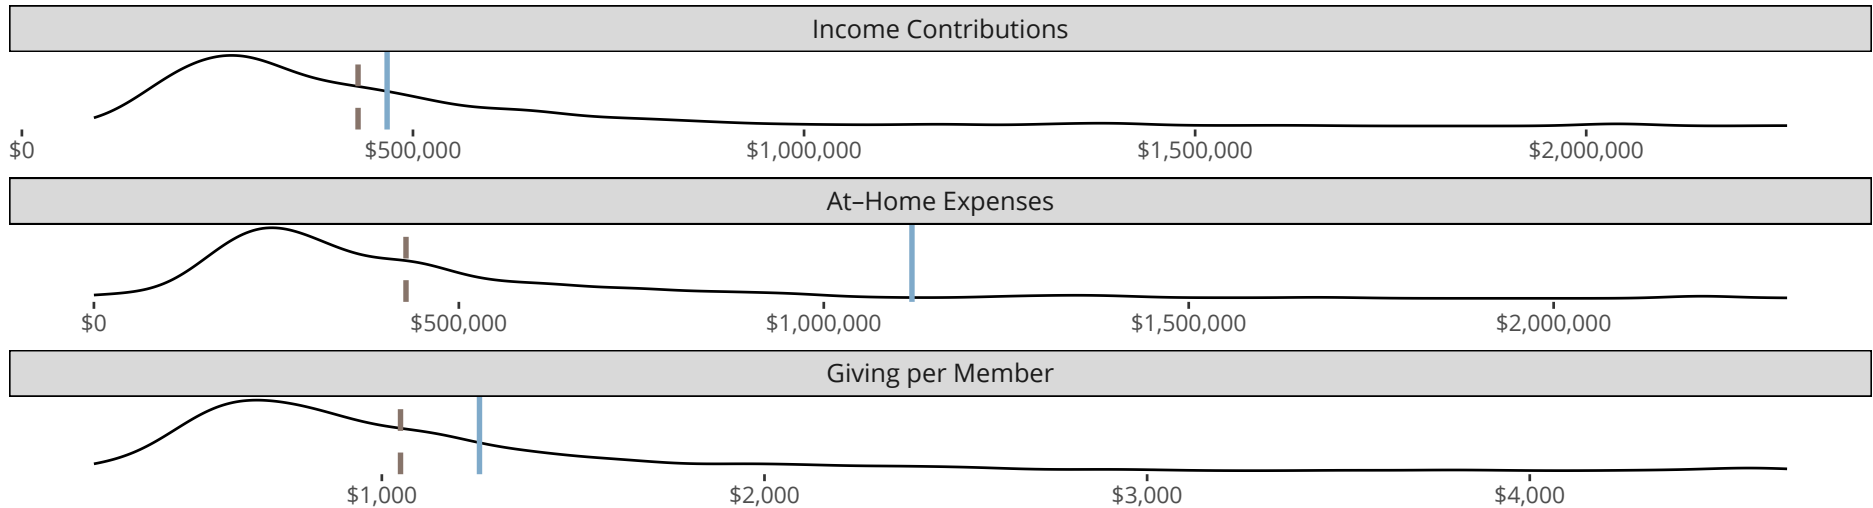 Income Contributions
$0 $500,000 $1,000,000 $1,500,000 $2,000,000
At–Home Expenses
$0 $500,000 $1,000,000 $1,500,000 $2,000,000
Giving per Member
$1,000 $2,000 $3,000 $4,000